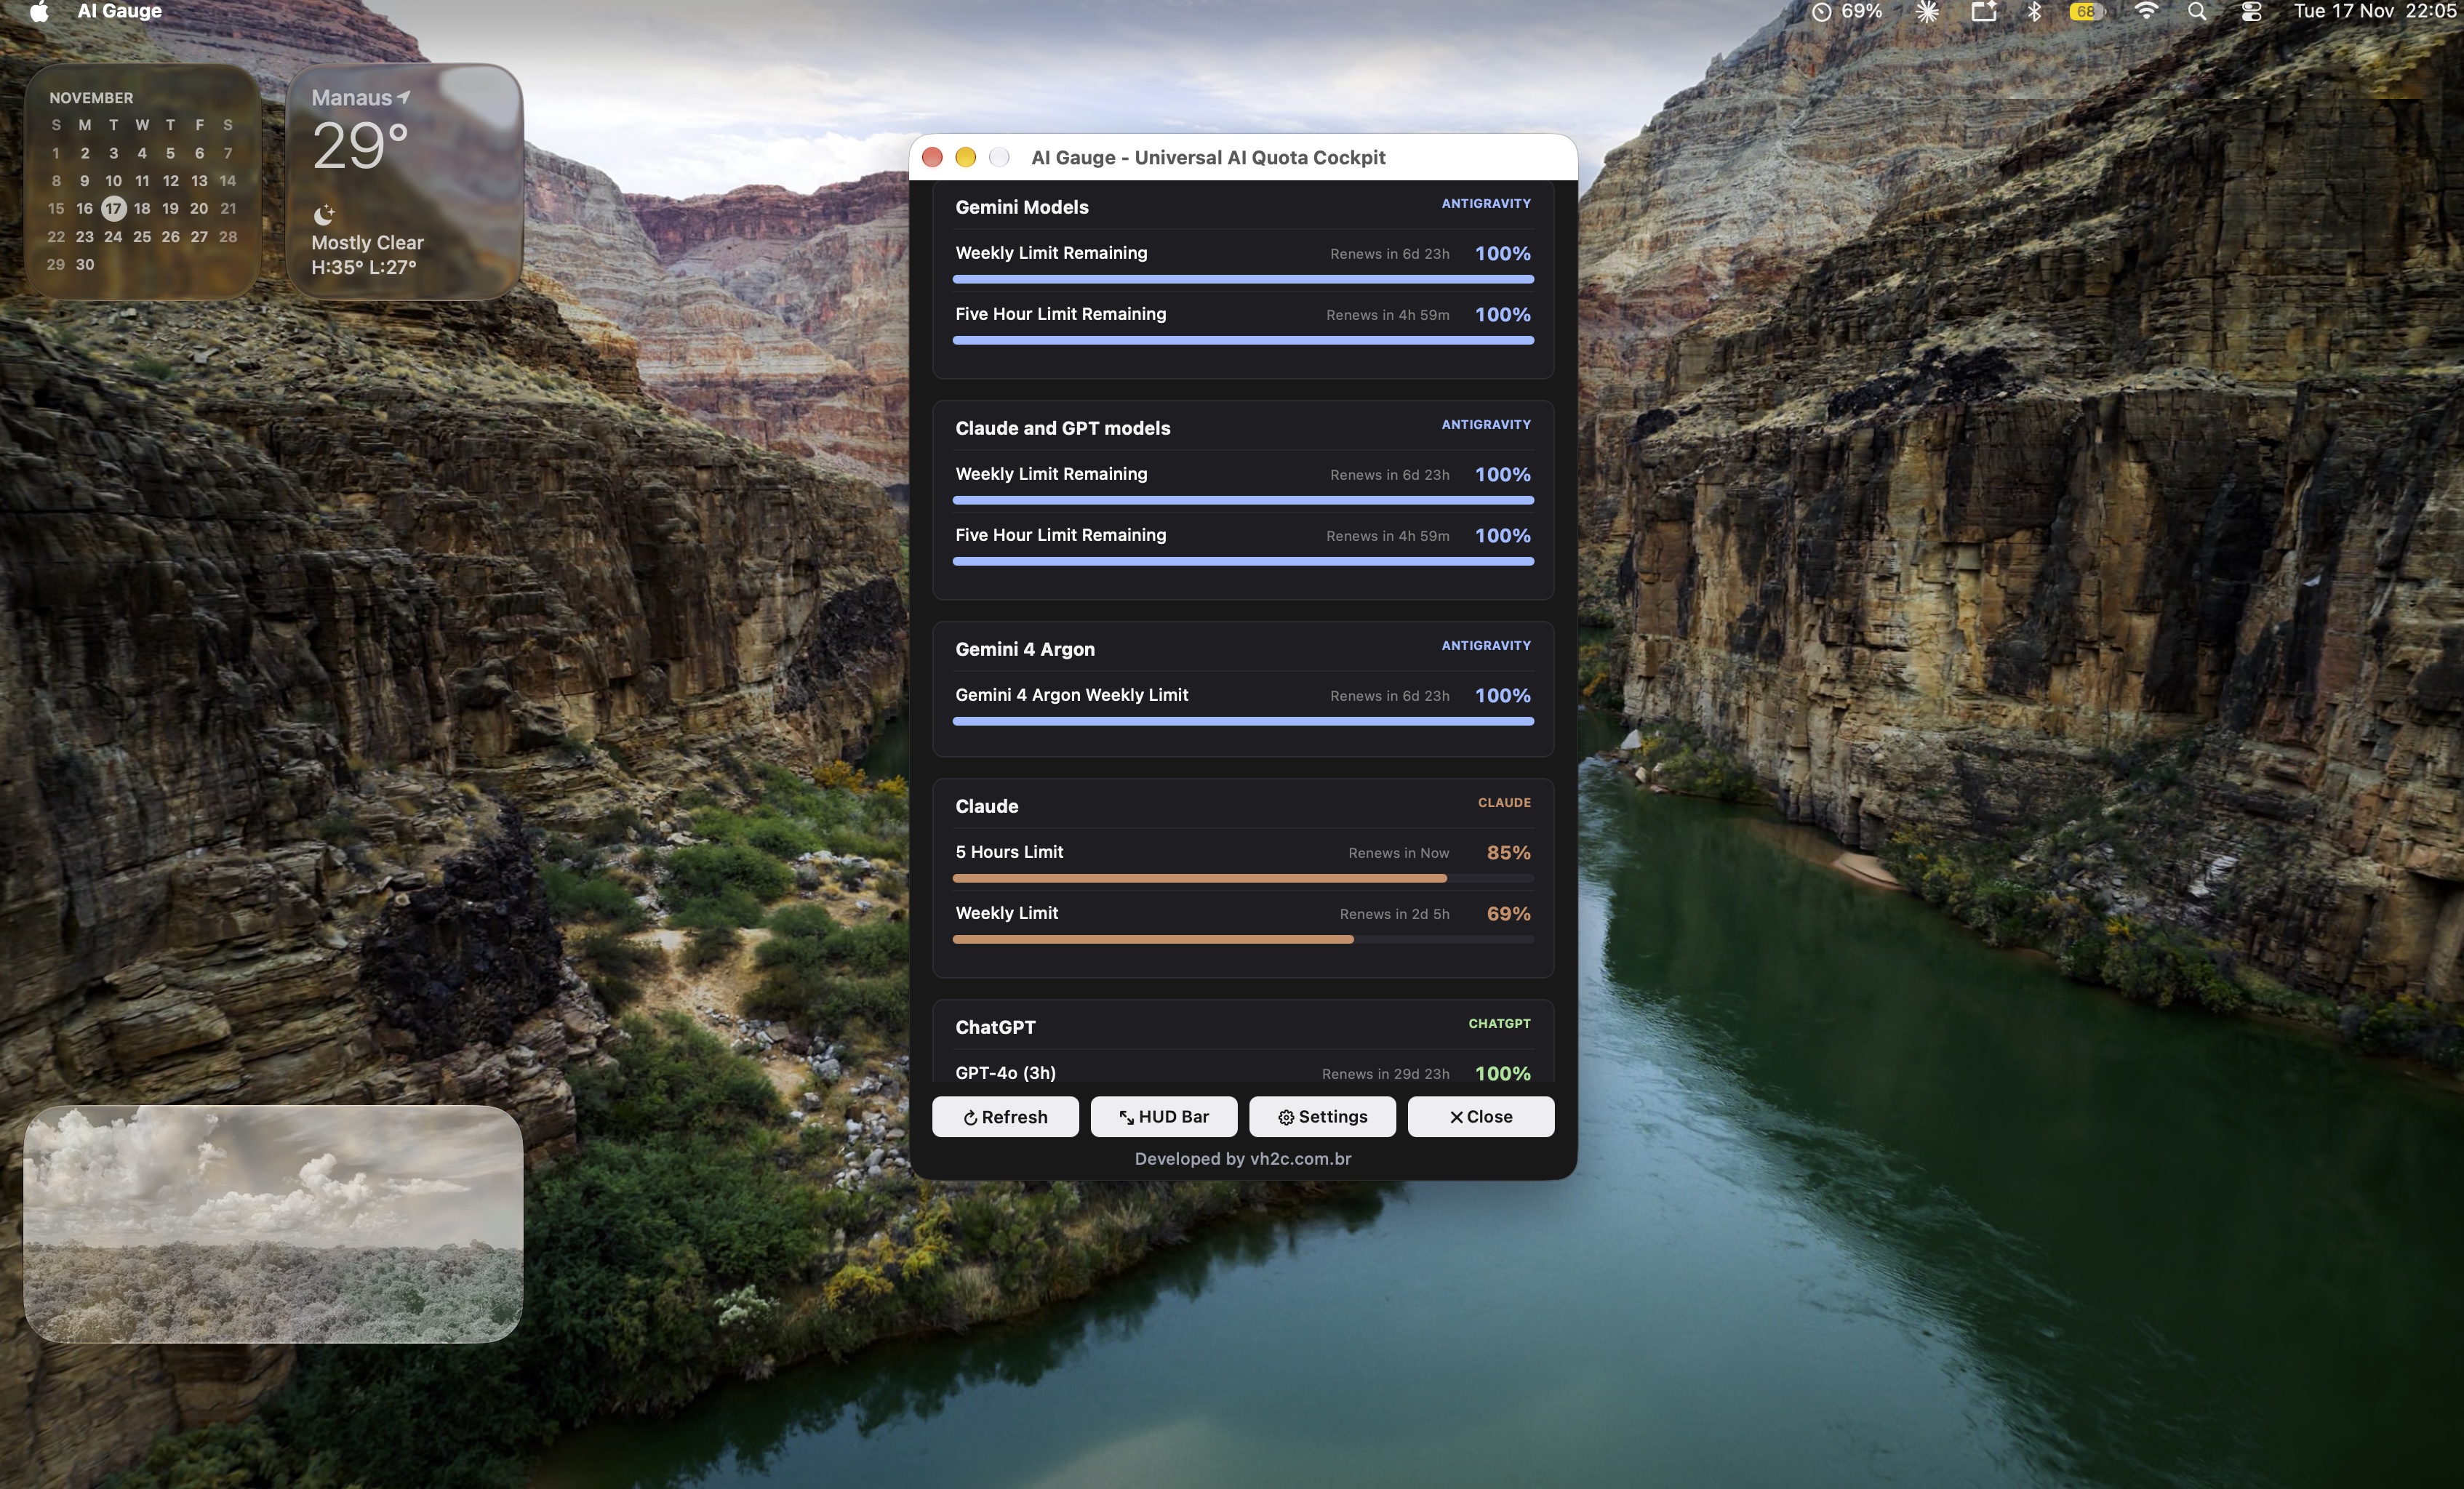 AI Gauge
69%
68
Tue 17 Nov 22:05
NOVEMBER
S M T W T F S
1 2 3 4 5 6 7
8 9 10 11 12 13 14
15 16 17 18 19 20 21
22 23 24 25 26 27 28
29 30
Manaus
29°
Mostly Clear
H:35° L:27°
AI Gauge - Universal AI Quota Cockpit
Gemini Models ANTIGRAVITY
Weekly Limit Remaining Renews in 6d 23h 100%
Five Hour Limit Remaining Renews in 4h 59m 100%
Claude and GPT models ANTIGRAVITY
Weekly Limit Remaining Renews in 6d 23h 100%
Five Hour Limit Remaining Renews in 4h 59m 100%
Gemini 4 Argon ANTIGRAVITY
Gemini 4 Argon Weekly Limit Renews in 6d 23h 100%
Claude CLAUDE
5 Hours Limit Renews in Now 85%
Weekly Limit Renews in 2d 5h 69%
ChatGPT CHATGPT
GPT-4o (3h) Renews in 29d 23h 100%
Refresh
HUD Bar
Settings
Close
Developed by vh2c.com.br